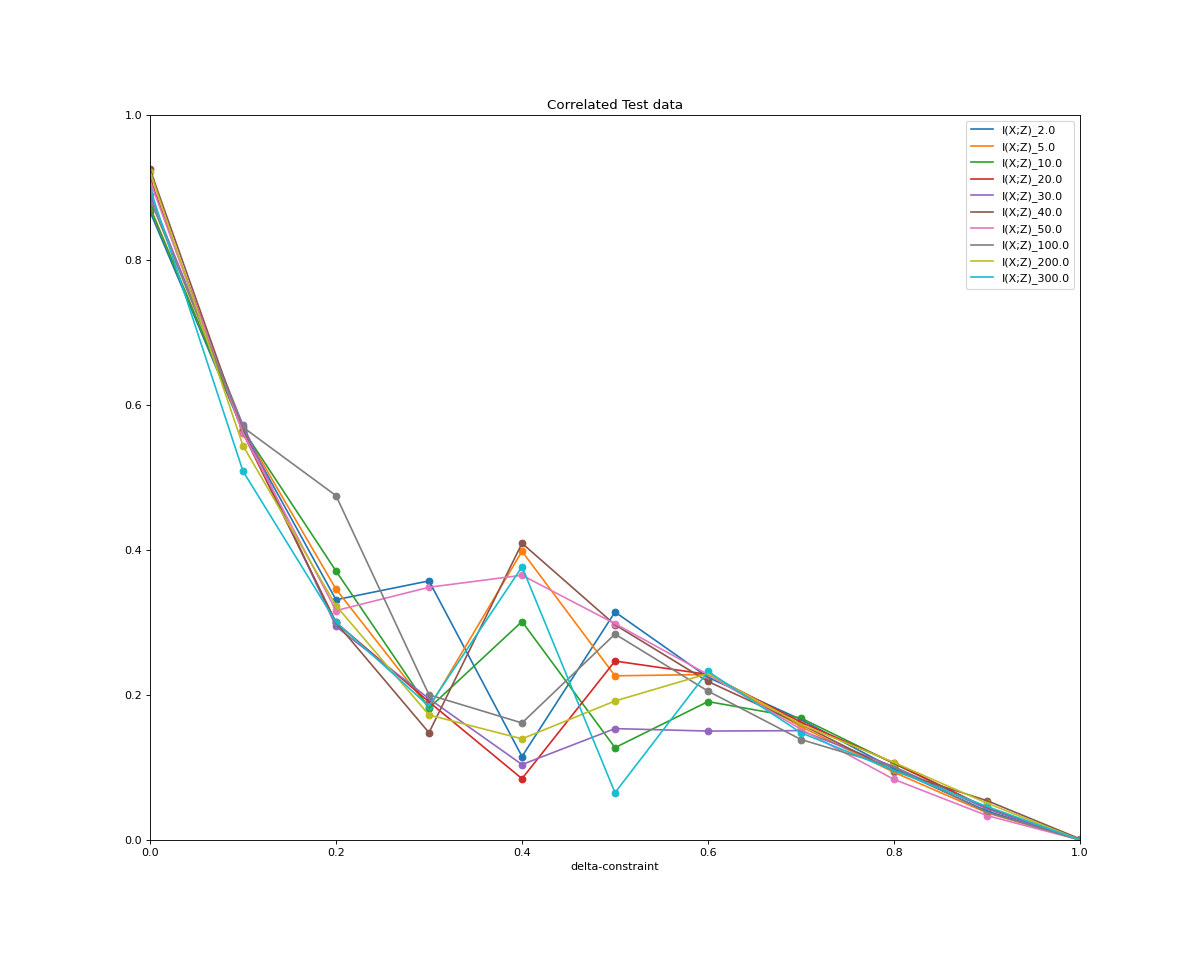 Correlated Test data
1.0
0.8
0.6
0.4
0.2
0.0
I(X;Z)_2.0
I(X;Z)_5.0
I(X;Z)_10.0
I(X;Z)_20.0
I(X;Z)_30.0
I(X;Z)_40.0
I(X;Z)_50.0
I(X;Z)_100.0
I(X;Z)_200.0
I(X;Z)_300.0
0.0 0.2 0.4 0.6 0.8 1.0
delta-constraint